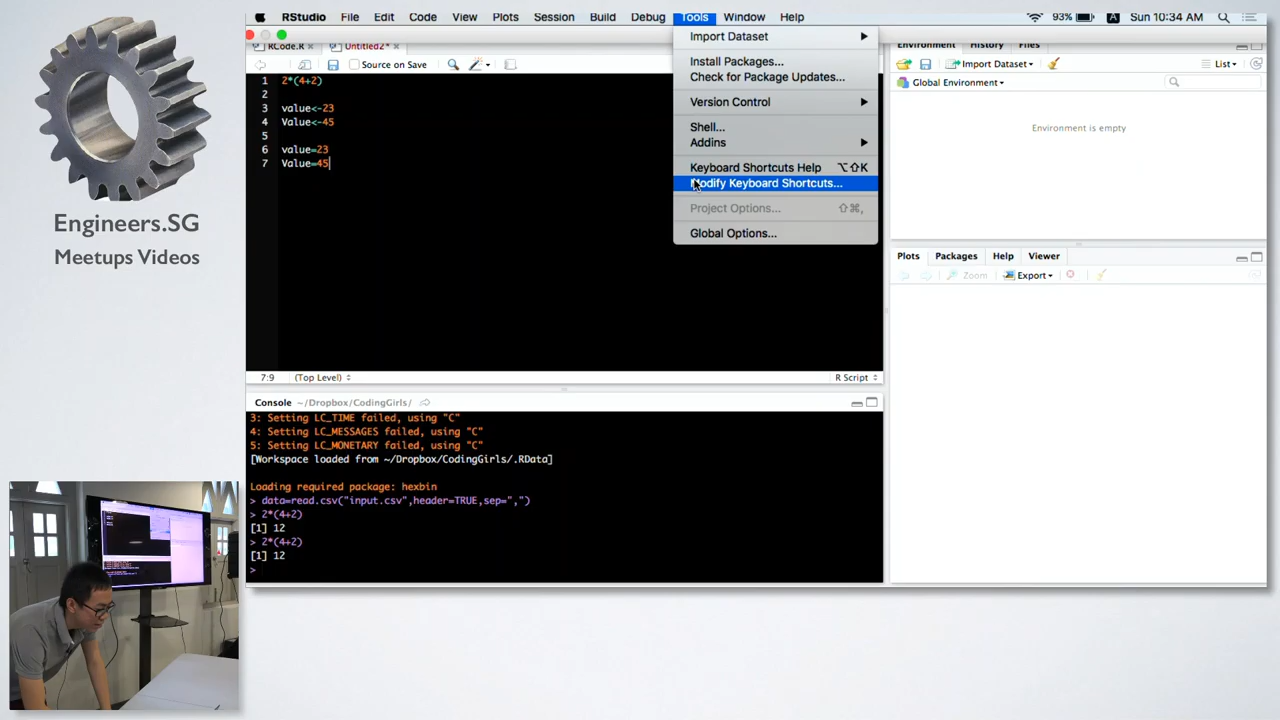 RStudio File Edit Code View Plots Session Build Debug Tools Window Help 93% A Sun 10:34 AM
RCode.R × Untitled2* ×
Source on Save
1 2*(4+2)
2
3 value<-23
4 Value<-45
5
6 value=23
7 Value=45
7:9 (Top Level) R Script
Import Dataset
Install Packages...
Check for Package Updates...
Version Control
Shell...
Addins
Keyboard Shortcuts Help ⌥⇧K
Modify Keyboard Shortcuts...
Project Options... ⇧⌘,
Global Options...
Environment History Files
Import Dataset List
Global Environment
Environment is empty
Plots Packages Help Viewer
Zoom Export
Console ~/Dropbox/CodingGirls/
3: Setting LC_TIME failed, using "C"
4: Setting LC_MESSAGES failed, using "C"
5: Setting LC_MONETARY failed, using "C"
[Workspace loaded from ~/Dropbox/CodingGirls/.RData]
Loading required package: hexbin
> data=read.csv("input.csv",header=TRUE,sep=",")
> 2*(4+2)
[1] 12
> 2*(4+2)
[1] 12
>
Engineers.SG
Meetups Videos